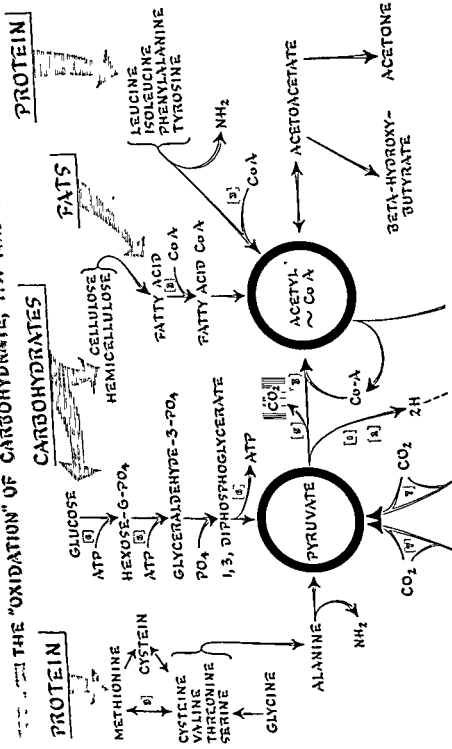 THE "OXIDATION" OF CARBOHYDRATE,
PROTEIN
CARBOHYDRATES
FATS
PROTEIN
METHIONINE
CYSTEIN
CYSTEINE
VALINE
THREONINE
SERINE
GLYCINE
ALANINE
NH2
GLUCOSE
ATP
HEXOSE-6-PO4
ATP
GLYCERALDEHYDE-3-PO4
PO4
1,3, DIPHOSPHOGLYCERATE
ATP
PYRUVATE
CO2
CO2
CELLULOSE
HEMICELLULOSE
FATTY ACID
CoA
FATTY ACID CoA
LEUCINE
ISOLEUCINE
PHENYLALANINE
TYROSINE
NH2
CoA
CO2
Co-A
2H
ACETYL
~ CoA
ACETOACETATE
BETA-HYDROXY-
BUTYRATE
ACETONE